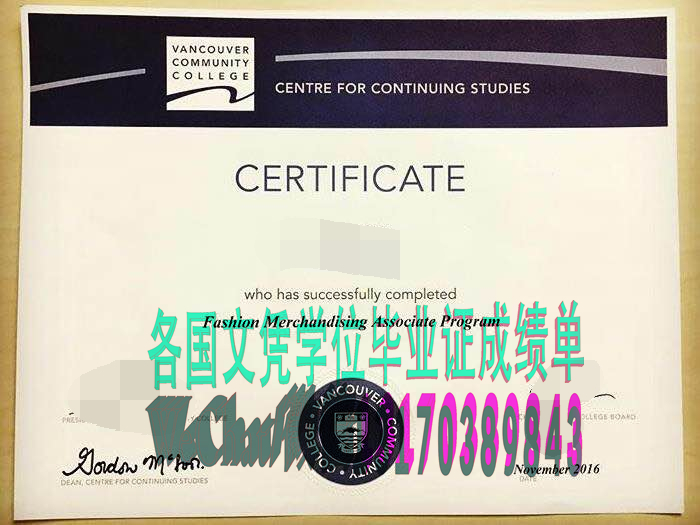 VANCOUVER
COMMUNITY
COLLEGE
CENTRE FOR CONTINUING STUDIES
CERTIFICATE
who has successfully completed
Fashion Merchandising Associate Program
各国文凭学位毕业证成绩单
170389843
VANCOUVER • COMMUNITY • COLLEGE •
COLLEGE BOARD
Gordon McIvor.
November 2016
DEAN, CENTRE FOR CONTINUING STUDIES
DATE